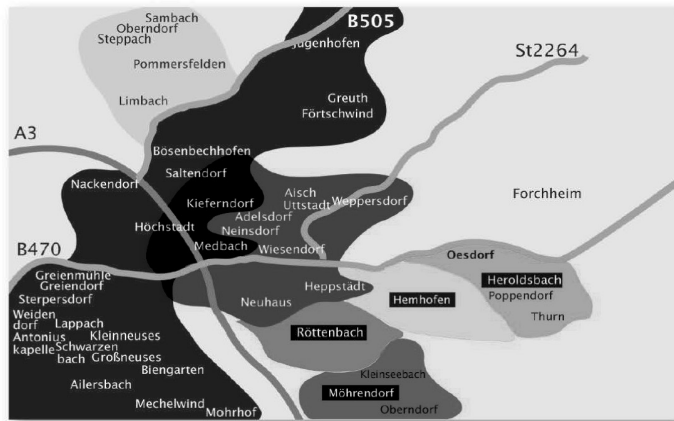 Sambach
Oberndorf
Steppach
Pommersfelden
Limbach
B505
Jugenhofen
St2264
Greuth
Förtschwind
A3
Bösenbechhofen
Saltendorf
Nackendorf
Kieferndorf
Aisch
Uttstadt
Weppersdorf
Forchheim
Adelsdorf
Neinsdorf
Höchstadt
Medbach
Wiesendorf
B470
Oesdorf
Greienmühle
Greiendorf
Sterpersdorf
Heppstädt
Heroldsbach
Neuhaus
Hemhofen
Poppendorf
Thurn
Weiden
dorf
Lappach
Antonius
kapelle
Kleinneuses
Schwarzen
bach
Großneuses
Röttenbach
Biengarten
Kleinseebach
Ailersbach
Möhrendorf
Mechelwind
Mohrhof
Oberndorf